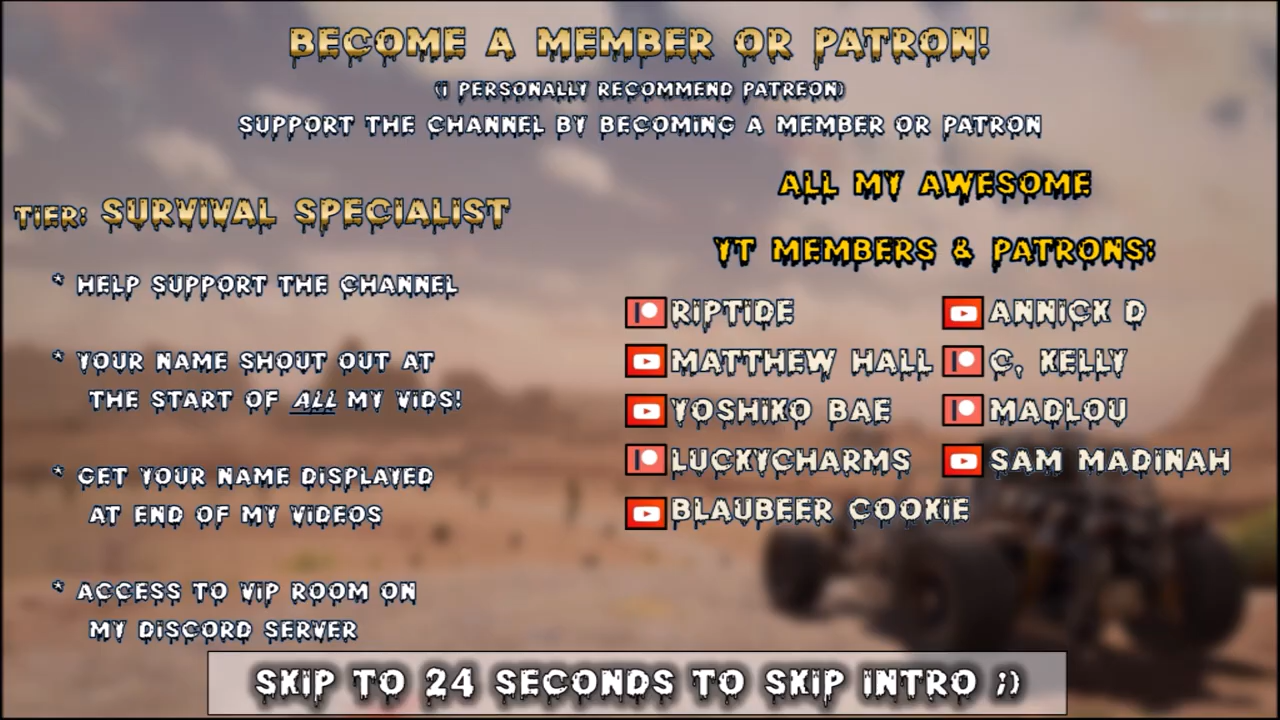 BECOME A MEMBER OR PATRON!
(I PERSONALLY RECOMMEND PATREON)
SUPPORT THE CHANNEL BY BECOMING A MEMBER OR PATRON
TIER: SURVIVAL SPECIALIST
* HELP SUPPORT THE CHANNEL
* YOUR NAME SHOUT OUT AT
THE START OF ALL MY VIDS!
* GET YOUR NAME DISPLAYED
AT END OF MY VIDEOS
* ACCESS TO VIP ROOM ON
MY DISCORD SERVER
ALL MY AWESOME
YT MEMBERS & PATRONS:
RIPTIDE
MATTHEW HALL
YOSHIKO BAE
LUCKYCHARMS
BLAUBEER COOKIE
ANNICK D
C. KELLY
MADLOU
SAM MADINAH
SKIP TO 24 SECONDS TO SKIP INTRO ;)